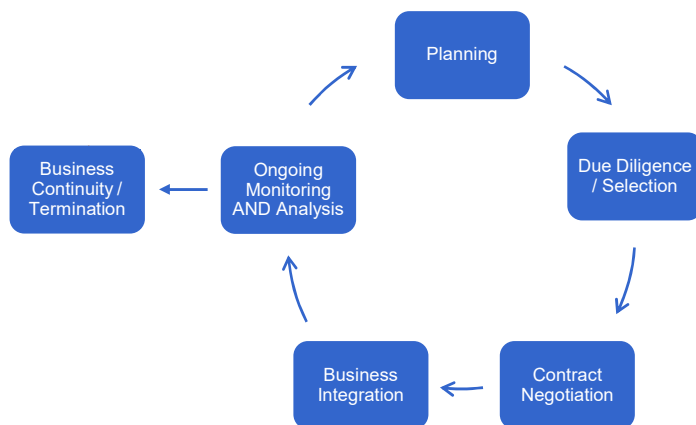 Planning
Due Diligence
/ Selection
Contract
Negotiation
Business
Integration
Ongoing
Monitoring
AND Analysis
Business
Continuity /
Termination